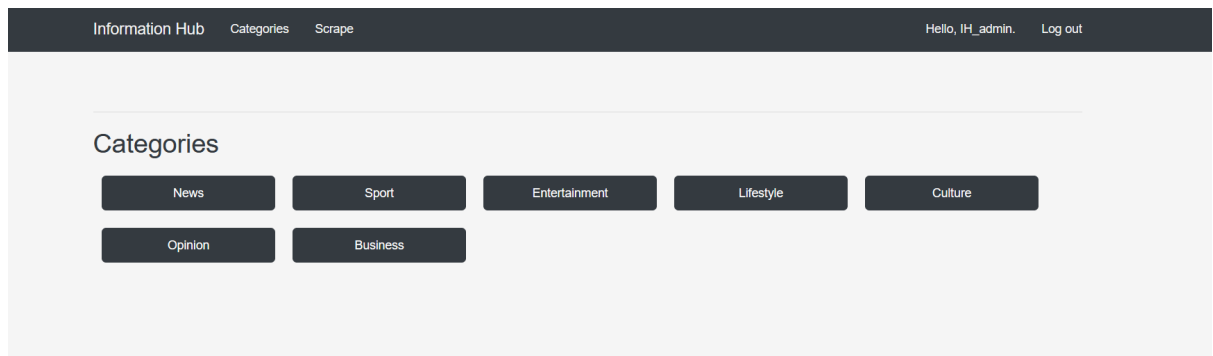 Information Hub Categories Scrape Hello, IH_admin. Log out
Categories
News Sport Entertainment Lifestyle Culture
Opinion Business